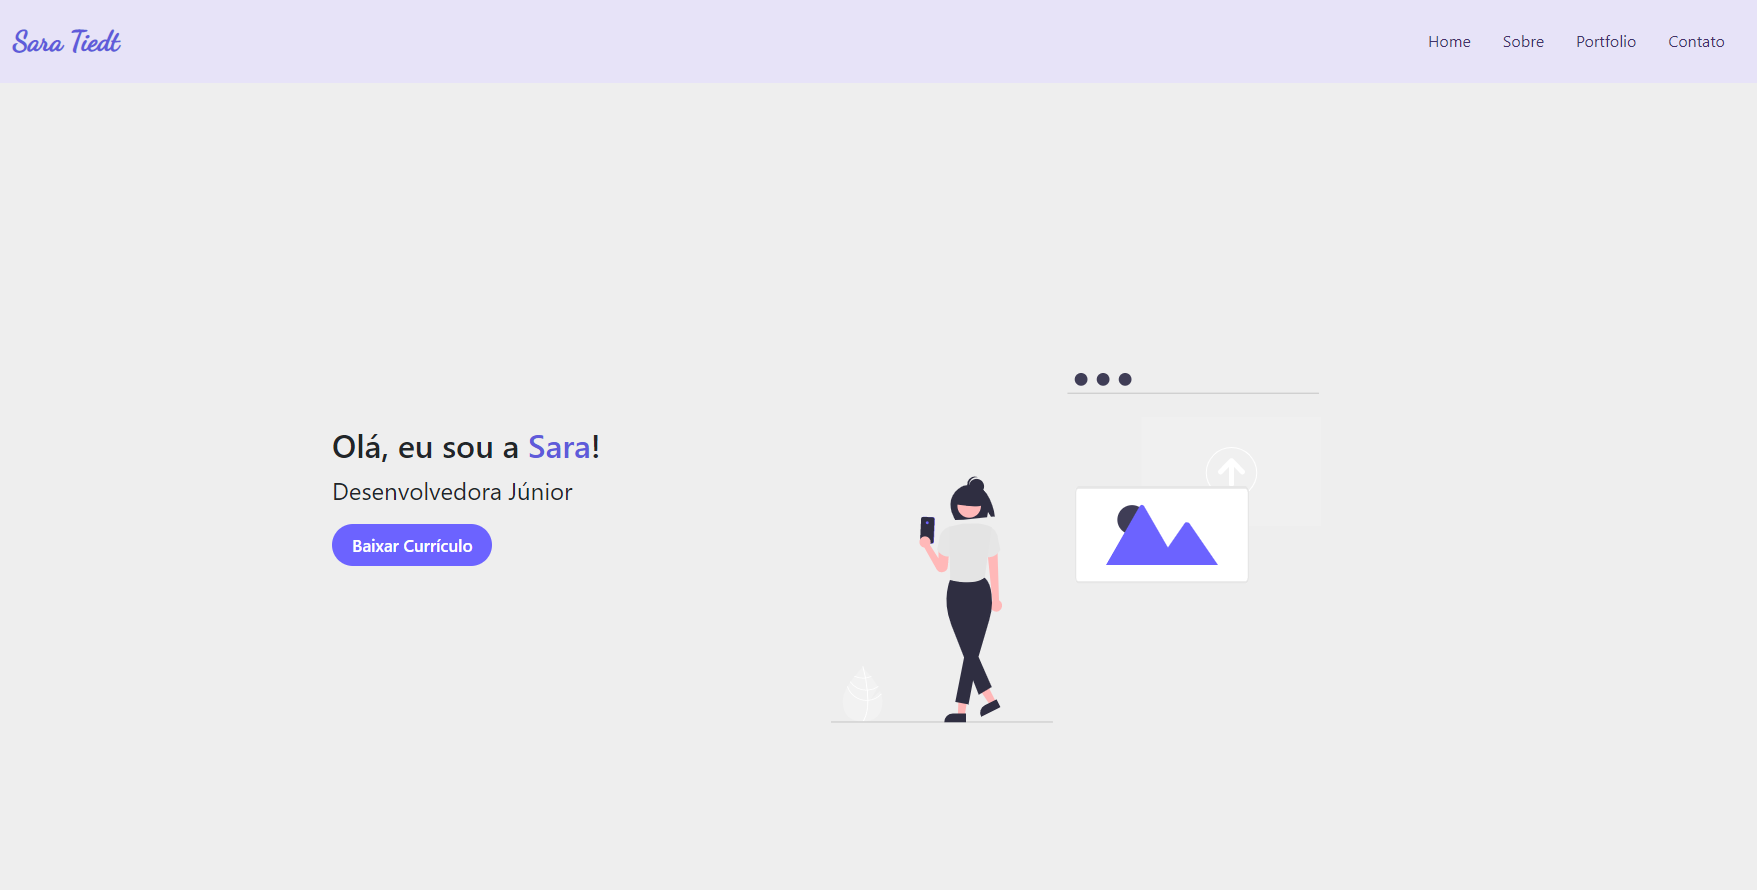 Sara Tiedt
Home Sobre Portfolio Contato
Olá, eu sou a Sara!
Desenvolvedora Júnior
Baixar Currículo